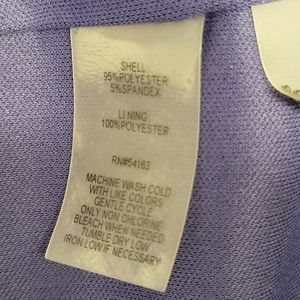 SHELL
95%POLYESTER
5%SPANDEX
LINING
100%POLYESTER
RN#54163
MACHINE WASH COLD
WITH LIKE COLORS
GENTLE CYCLE
ONLY NON CHLORINE
BLEACH WHEN NEEDED
TUMBLE DRY LOW
IRON LOW IF NECESSARY